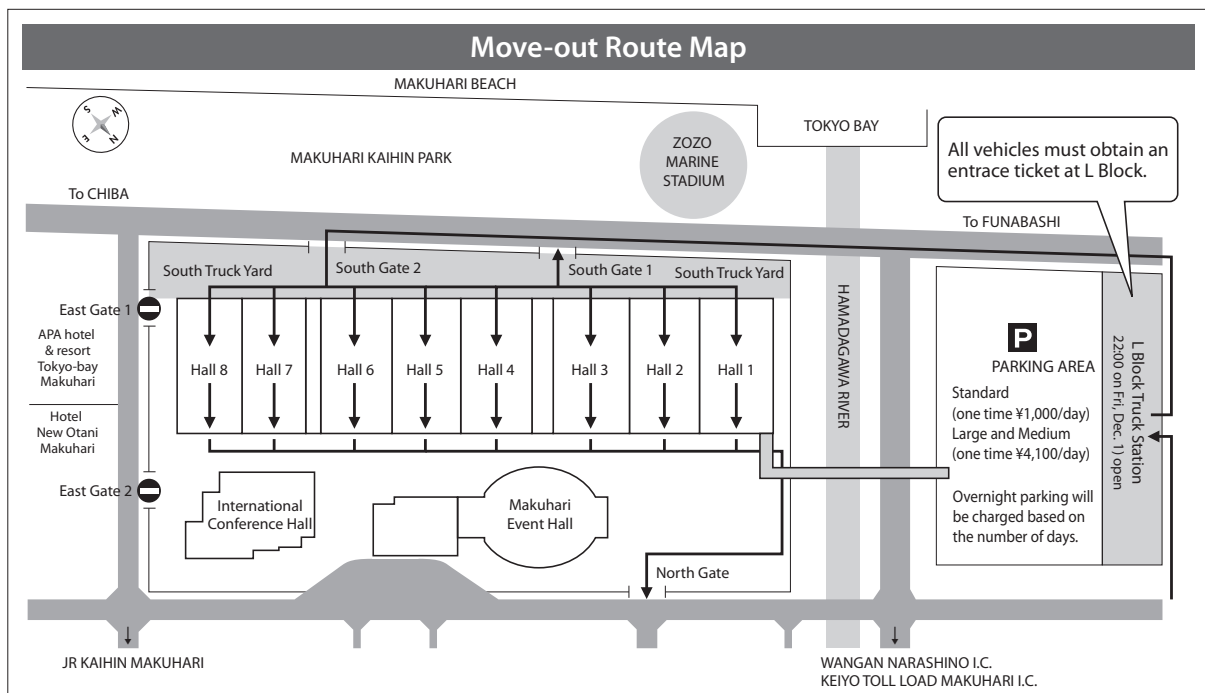 Move-out Route Map
MAKUHARI BEACH
S
W
E
N
MAKUHARI KAIHIN PARK
ZOZO
MARINE
STADIUM
TOKYO BAY
All vehicles must obtain an
entrace ticket at L Block.
To CHIBA
To FUNABASHI
South Truck Yard
South Gate 2
South Gate 1
South Truck Yard
East Gate 1
APA hotel
& resort
Tokyo-bay
Makuhari
Hotel
New Otani
Makuhari
East Gate 2
Hall 8
Hall 7
Hall 6
Hall 5
Hall 4
Hall 3
Hall 2
Hall 1
HAMADAGAWA RIVER
P
PARKING AREA
Standard
(one time ¥1,000/day)
Large and Medium
(one time ¥4,100/day)
Overnight parking will
be charged based on
the number of days.
L Block Truck Station
22:00 on Fri, Dec. 1) open
International
Conference Hall
Makuhari
Event Hall
North Gate
JR KAIHIN MAKUHARI
WANGAN NARASHINO I.C.
KEIYO TOLL LOAD MAKUHARI I.C.